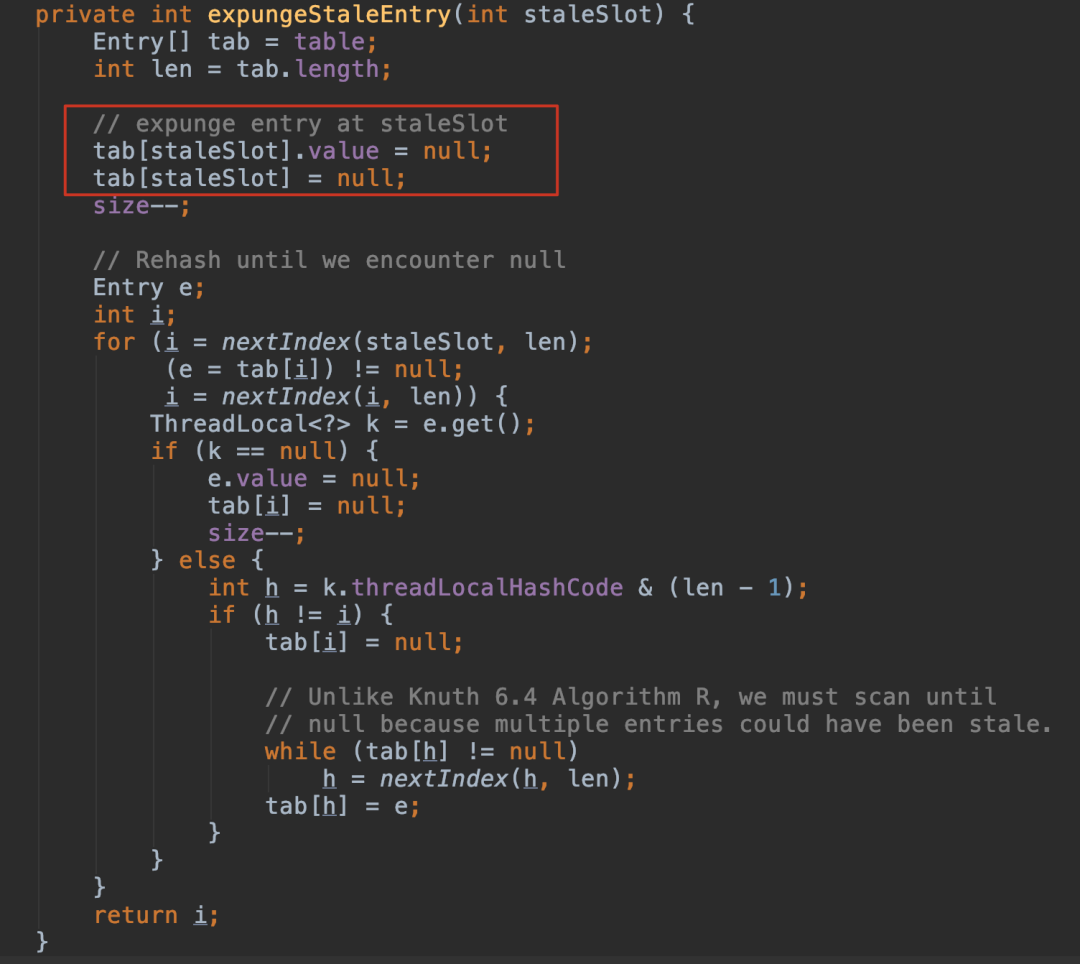 private int expungeStaleEntry(int staleSlot) {
    Entry[] tab = table;
    int len = tab.length;

    // expunge entry at staleSlot
    tab[staleSlot].value = null;
    tab[staleSlot] = null;
    size--;

    // Rehash until we encounter null
    Entry e;
    int i;
    for (i = nextIndex(staleSlot, len);
         (e = tab[i]) != null;
         i = nextIndex(i, len)) {
        ThreadLocal<?> k = e.get();
        if (k == null) {
            e.value = null;
            tab[i] = null;
            size--;
        } else {
            int h = k.threadLocalHashCode & (len - 1);
            if (h != i) {
                tab[i] = null;

                // Unlike Knuth 6.4 Algorithm R, we must scan until
                // null because multiple entries could have been stale.
                while (tab[h] != null)
                    h = nextIndex(h, len);
                tab[h] = e;
            }
        }
    }
    return i;
}